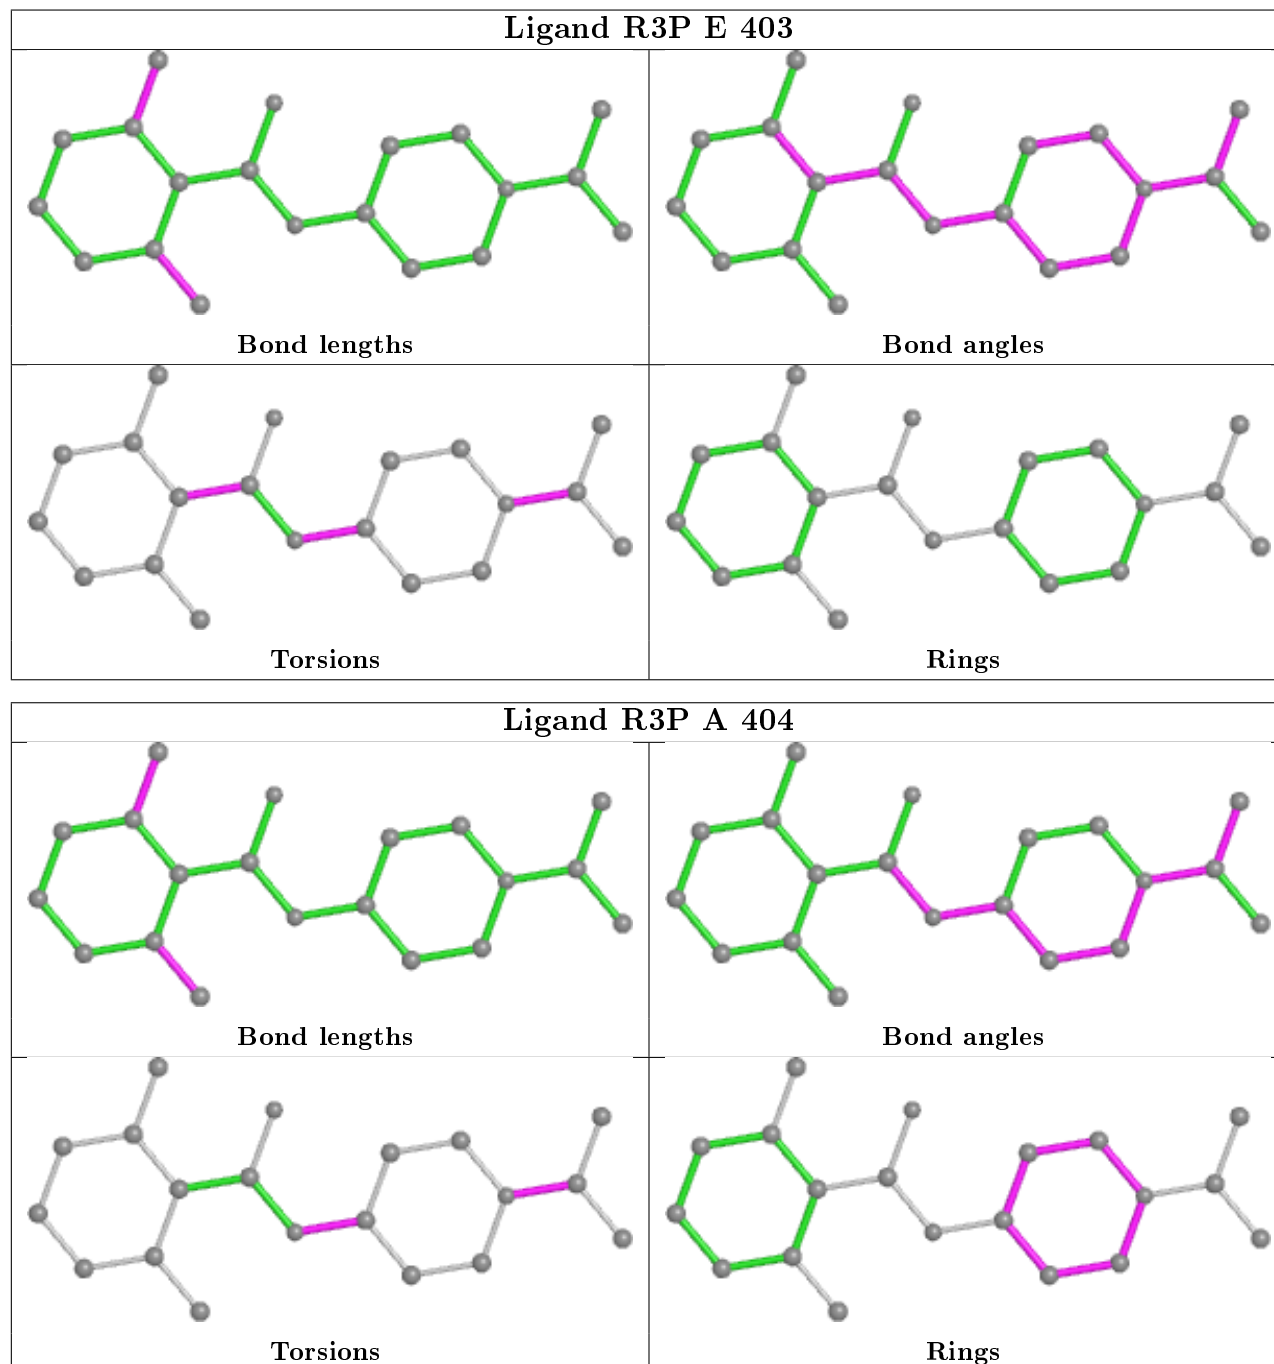 Ligand R3P E 403
Bond lengths
Bond angles
Torsions
Rings
Ligand R3P A 404
Bond lengths
Bond angles
Torsions
Rings